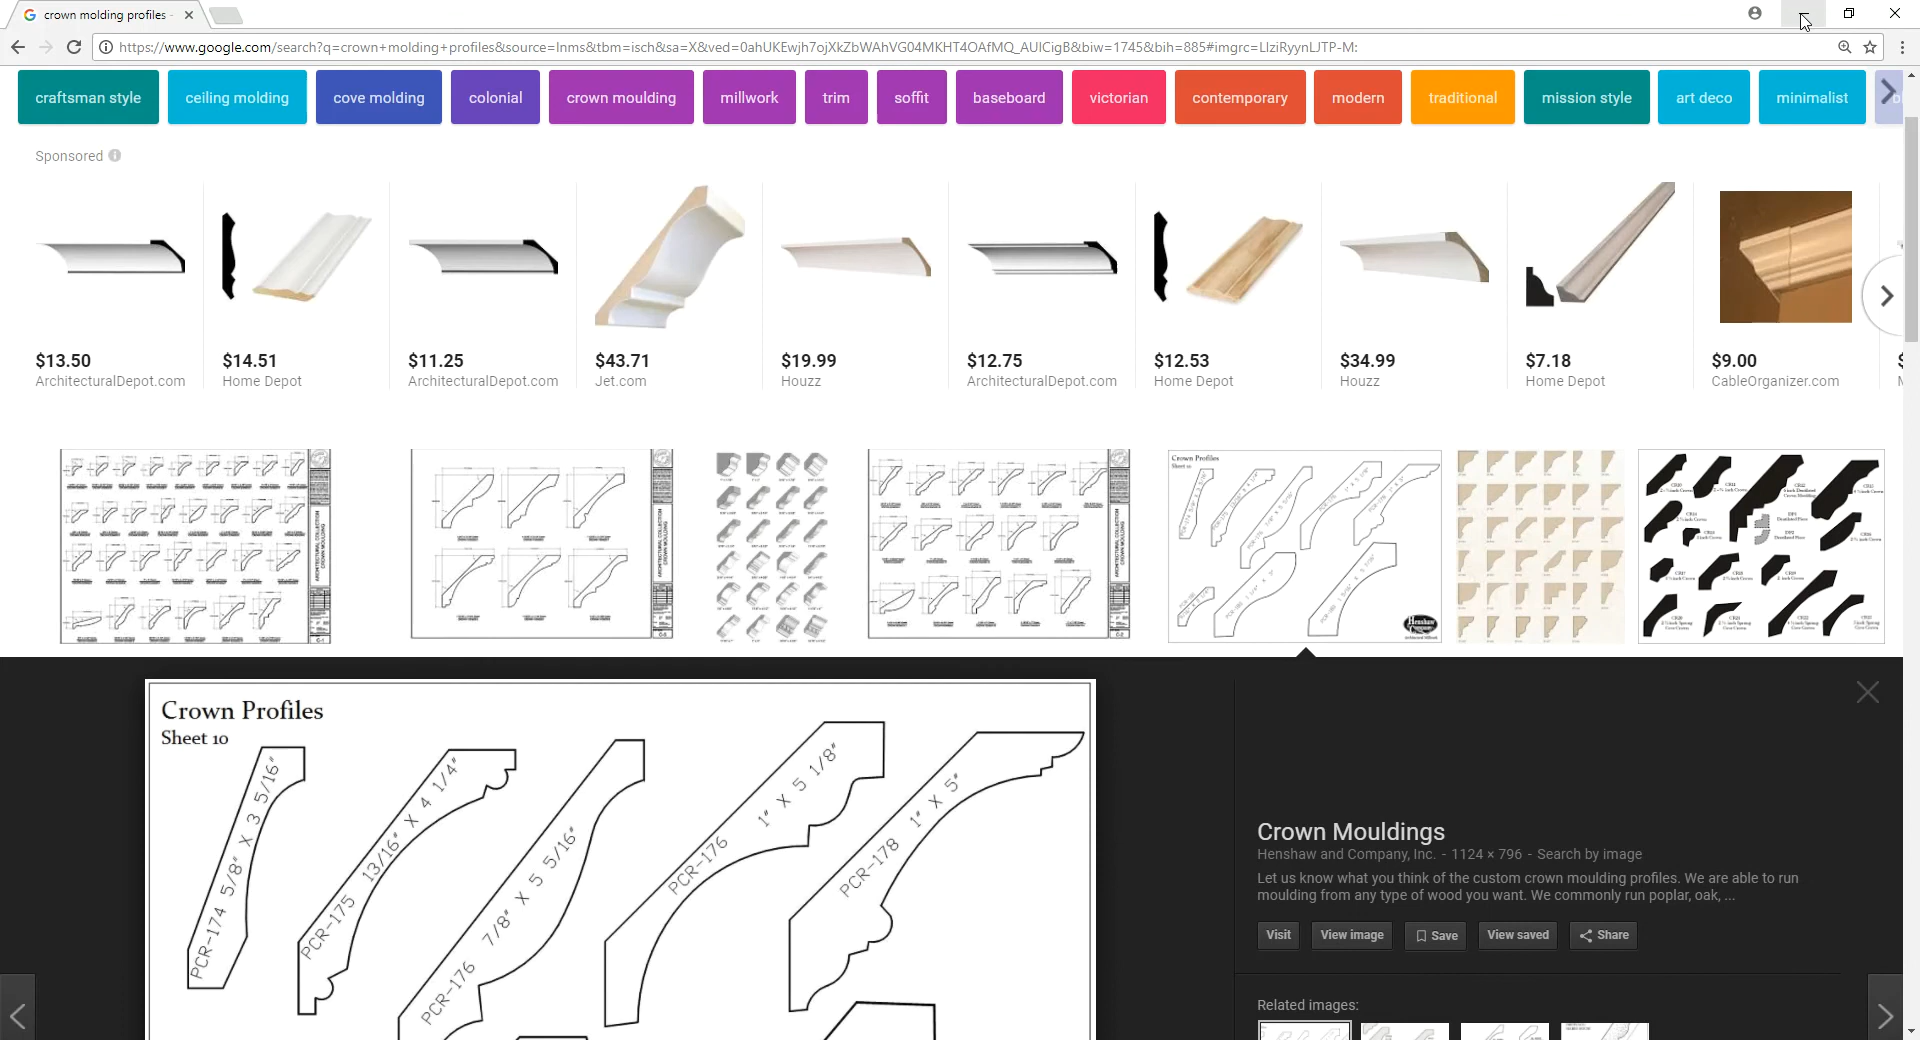 crown molding profiles -
https://www.google.com/search?q=crown+molding+profiles&source=lnms&tbm=isch&sa=X&ved=0ahUKEwjh7ojXkZbWAhVG04MKHT4OAfMQ_AUICigB&biw=1745&bih=885#imgrc=LIziRyynLJTP-M:
craftsman style
ceiling molding
cove molding
colonial
crown moulding
millwork
trim
soffit
baseboard
victorian
contemporary
modern
traditional
mission style
art deco
minimalist
Sponsored
$13.50
ArchitecturalDepot.com
$14.51
Home Depot
$11.25
ArchitecturalDepot.com
$43.71
Jet.com
$19.99
Houzz
$12.75
ArchitecturalDepot.com
$12.53
Home Depot
$34.99
Houzz
$7.18
Home Depot
$9.00
CableOrganizer.com
Crown Profiles
Sheet 10
Crown Profiles
Sheet 10
PCR-174 5/8" X 3 5/16"
PCR-175 13/16" X 4 1/4"
PCR-176 7/8" X 5 5/16"
PCR-176 1" X 5 1/8"
PCR-178 1" X 5"
Crown Mouldings
Henshaw and Company, Inc. - 1124 × 796 - Search by image
Let us know what you think of the custom crown moulding profiles. We are able to run
moulding from any type of wood you want. We commonly run poplar, oak, ...
Visit
View image
Save
View saved
Share
Related images: